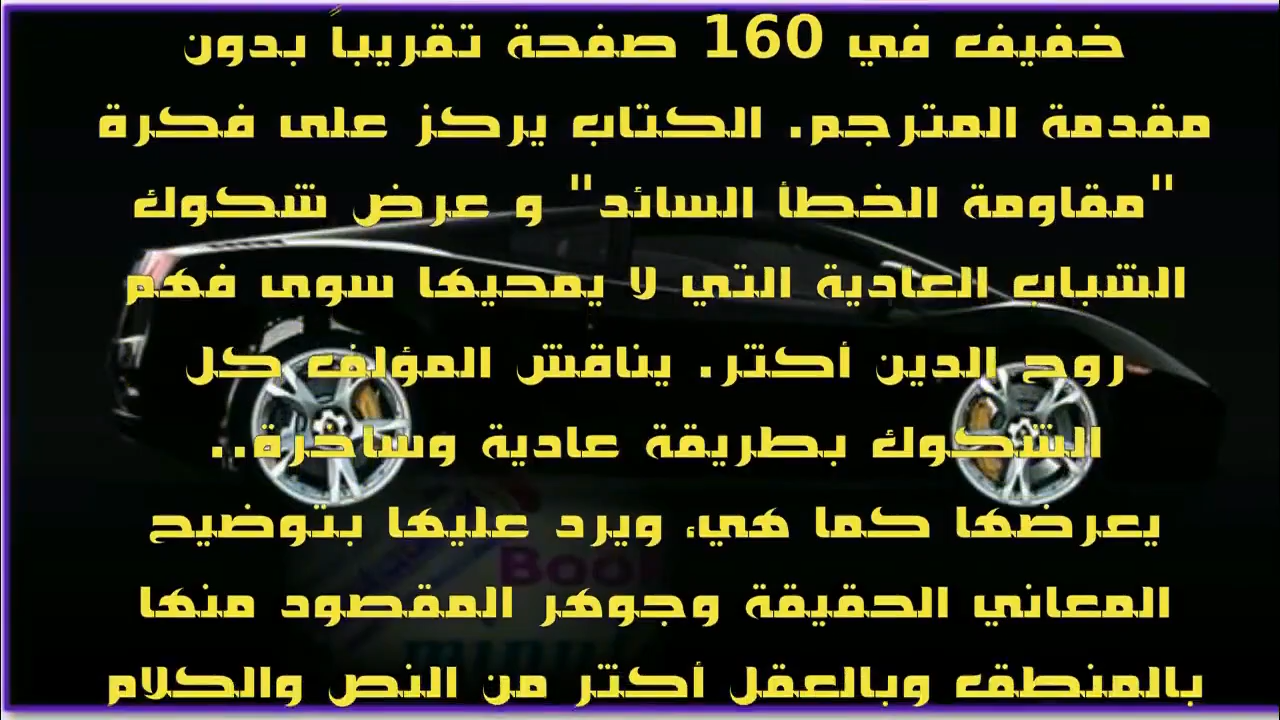 خفيف في 160 صفحة تقريباً بدون
مقدمة المترجم. الكتاب يركز على فكرة
"مقاومة الخطأ السائد" و عرض شكوك
الشباب العادية التي لا يمحيها سوى فهم
روح الدين أكتر. يناقش المؤلف كل
الشكوك بطريقة عادية وساخرة..
يعرضها كما هي، ويرد عليها بتوضيح
المعاني الحقيقة وجوهر المقصود منها
بالمنطق وبالعقل أكتر من النص والكلام
Book